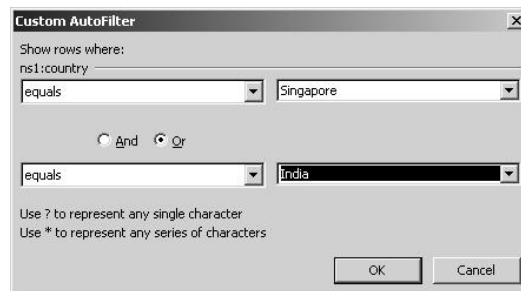 Custom AutoFilter
Show rows where:
ns1:country
equals Singapore
And Or
equals India
Use ? to represent any single character
Use * to represent any series of characters
OK Cancel